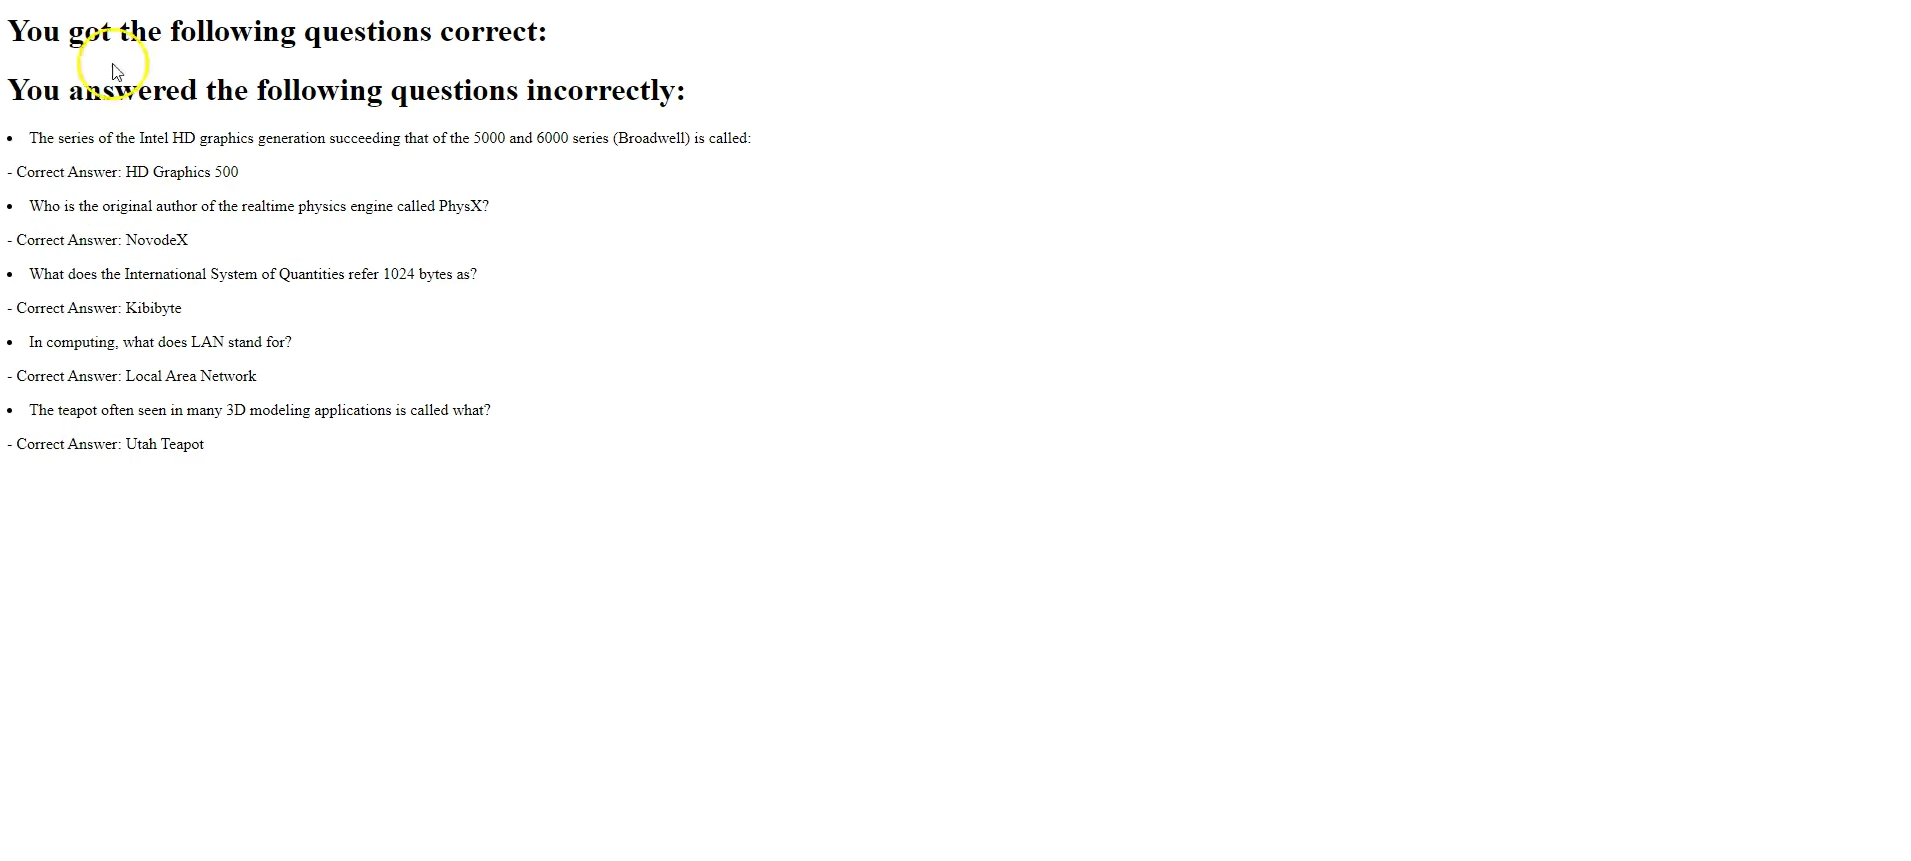 You got the following questions correct:
You answered the following questions incorrectly:
• The series of the Intel HD graphics generation succeeding that of the 5000 and 6000 series (Broadwell) is called:
- Correct Answer: HD Graphics 500
• Who is the original author of the realtime physics engine called PhysX?
- Correct Answer: NovodeX
• What does the International System of Quantities refer 1024 bytes as?
- Correct Answer: Kibibyte
• In computing, what does LAN stand for?
- Correct Answer: Local Area Network
• The teapot often seen in many 3D modeling applications is called what?
- Correct Answer: Utah Teapot